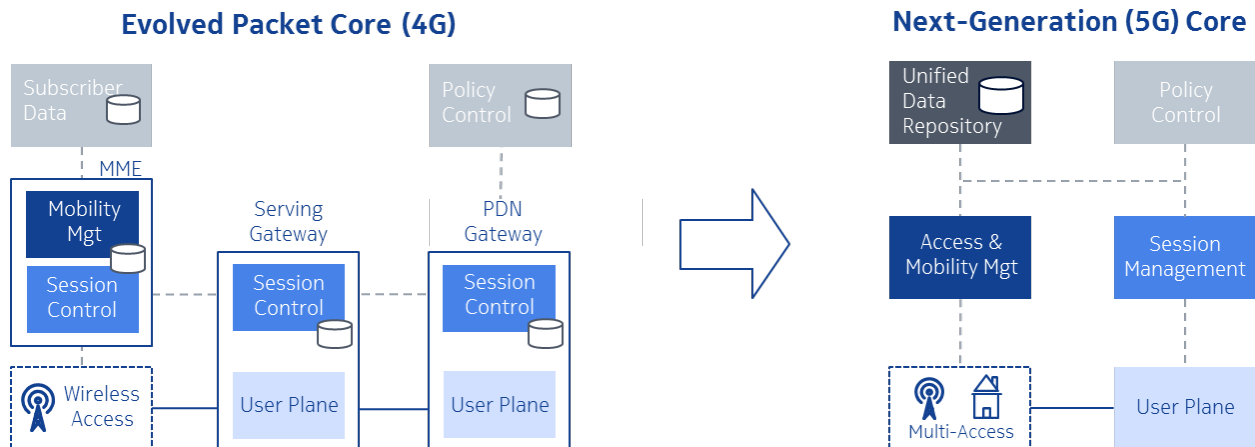 Evolved Packet Core (4G)
Next-Generation (5G) Core
Subscriber
Data
Policy
Control
MME
Mobility
Mgt
Session
Control
Serving
Gateway
Session
Control
PDN
Gateway
Session
Control
Wireless
Access
User Plane
User Plane
Unified
Data
Repository
Policy
Control
Access &
Mobility Mgt
Session
Management
Multi-Access
User Plane